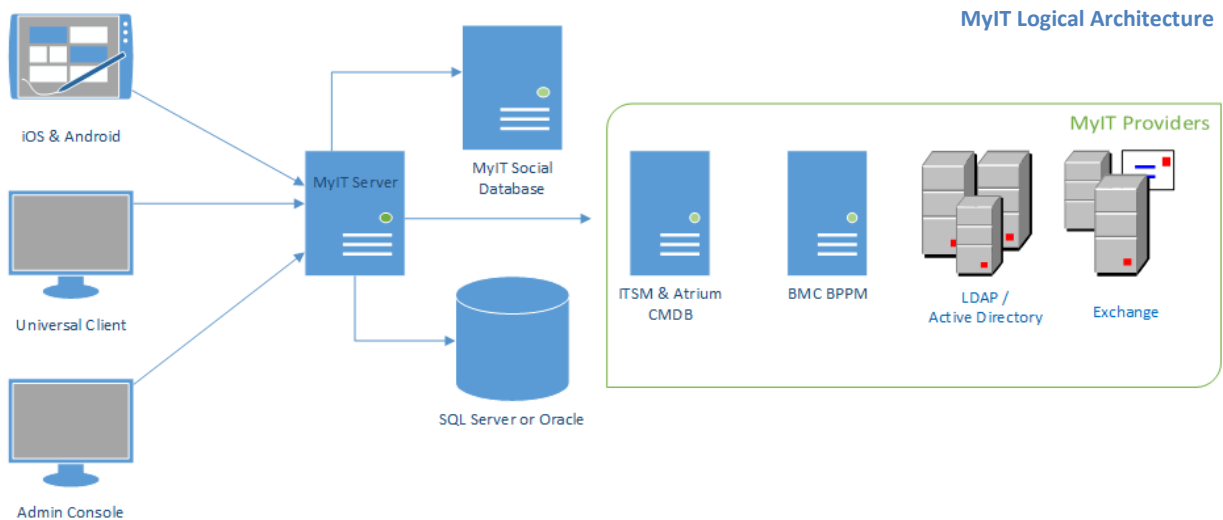 MyIT Logical Architecture
MyIT Providers
iOS & Android
MyIT Server
MyIT Social
Database
Universal Client
ITSM & Atrium
CMDB
BMC BPPM
LDAP /
Active Directory
Exchange
SQL Server or Oracle
Admin Console